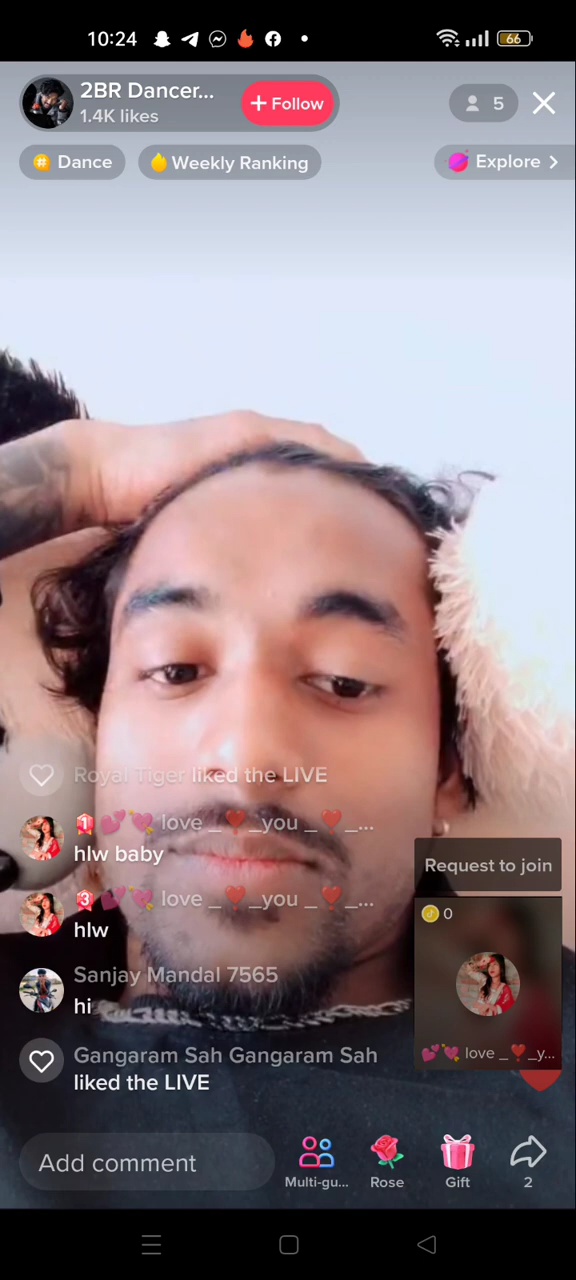 10:24
66
2BR Dancer...
1.4K likes
+ Follow
5
Dance
Weekly Ranking
Explore
Royal Tiger liked the LIVE
1 💕💘 love _❣️_you _❣️_...
hlw baby
3 💕💘 love _❣️_you _❣️_...
hlw
Sanjay Mandal 7565
hi
Gangaram Sah Gangaram Sah
liked the LIVE
Request to join
0
💕💘 love _❣️_y...
Add comment
Multi-gu...
Rose
Gift
2